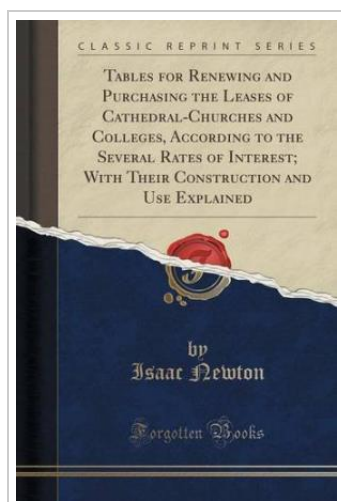 CLASSIC REPRINT SERIES
TABLES FOR RENEWING AND
PURCHASING THE LEASES OF
CATHEDRAL-CHURCHES AND
COLLEGES, ACCORDING TO THE
SEVERAL RATES OF INTEREST;
WITH THEIR CONSTRUCTION AND
USE EXPLAINED
by
Isaac Newton
Forgotten Books